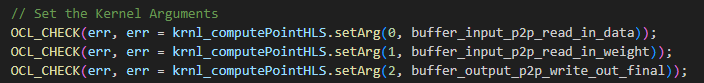 // Set the Kernel Arguments
OCL_CHECK(err, err = krnl_computePointHLS.setArg(0, buffer_input_p2p_read_in_data));
OCL_CHECK(err, err = krnl_computePointHLS.setArg(1, buffer_input_p2p_read_in_weight));
OCL_CHECK(err, err = krnl_computePointHLS.setArg(2, buffer_output_p2p_write_out_final));